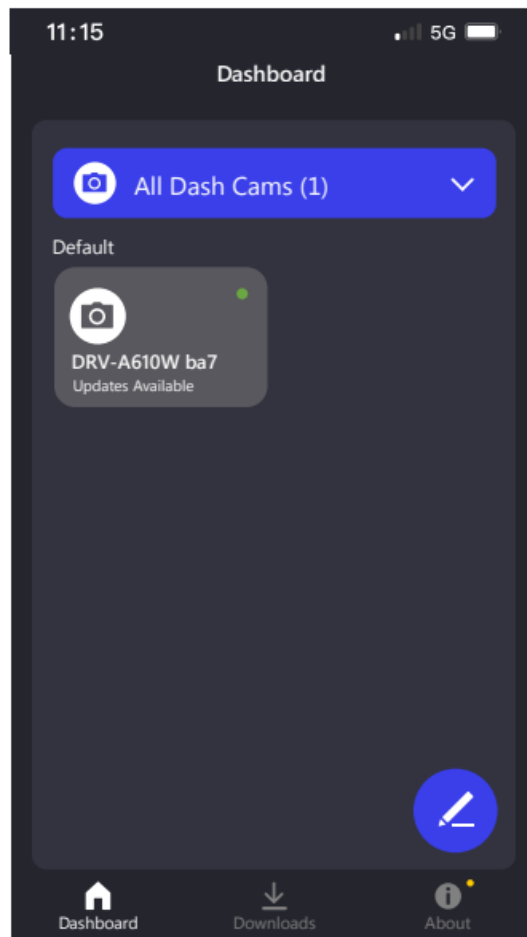 11:15 5G
Dashboard
All Dash Cams (1)
Default
DRV-A610W ba7
Updates Available
Dashboard Downloads About